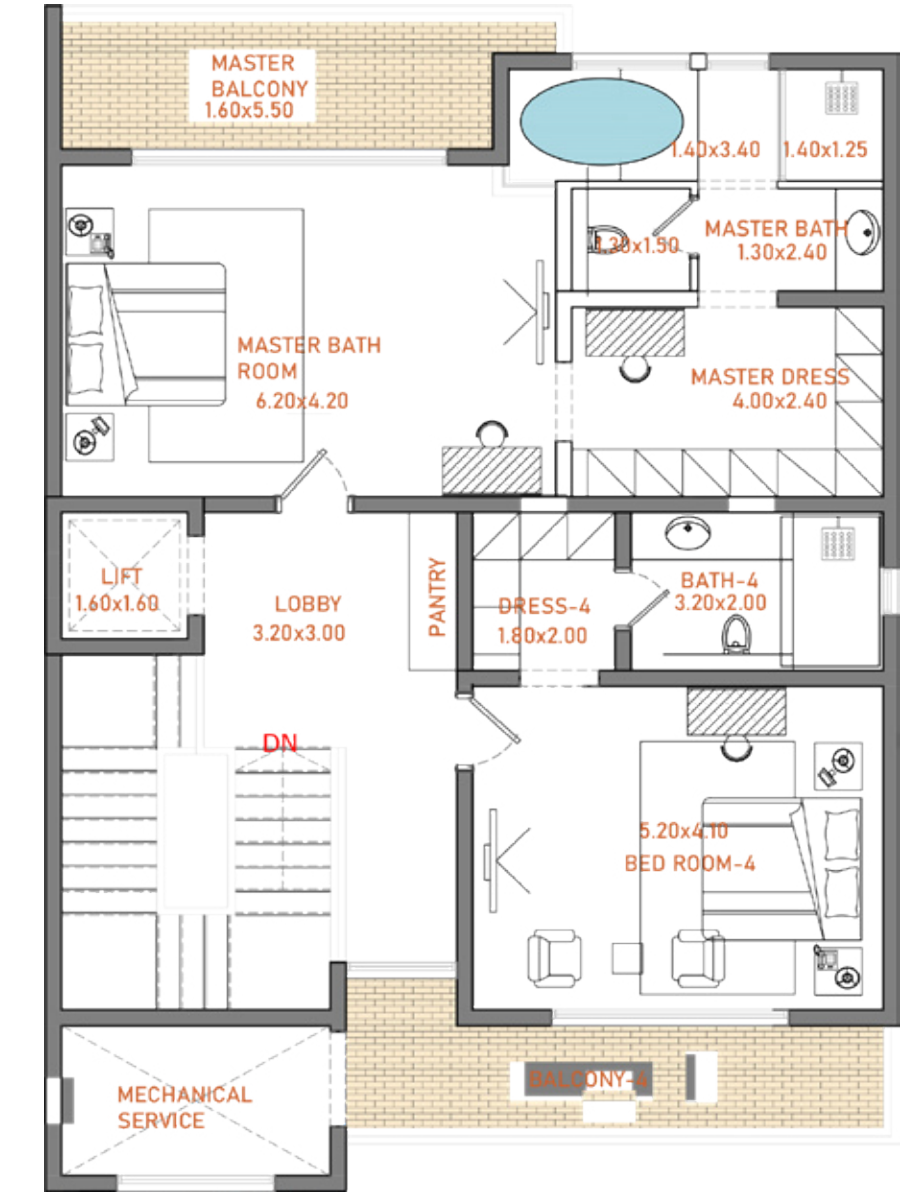 MASTER
BALCONY
1.60x5.50
1.40x3.40
1.40x1.25
1.30x1.50
MASTER BATH
1.30x2.40
MASTER BATH
ROOM
6.20x4.20
MASTER DRESS
4.00x2.40
LIFT
1.60x1.60
LOBBY
3.20x3.00
PANTRY
DRESS-4
1.80x2.00
BATH-4
3.20x2.00
DN
5.20x4.10
BED ROOM-4
MECHANICAL
SERVICE
BALCONY-4